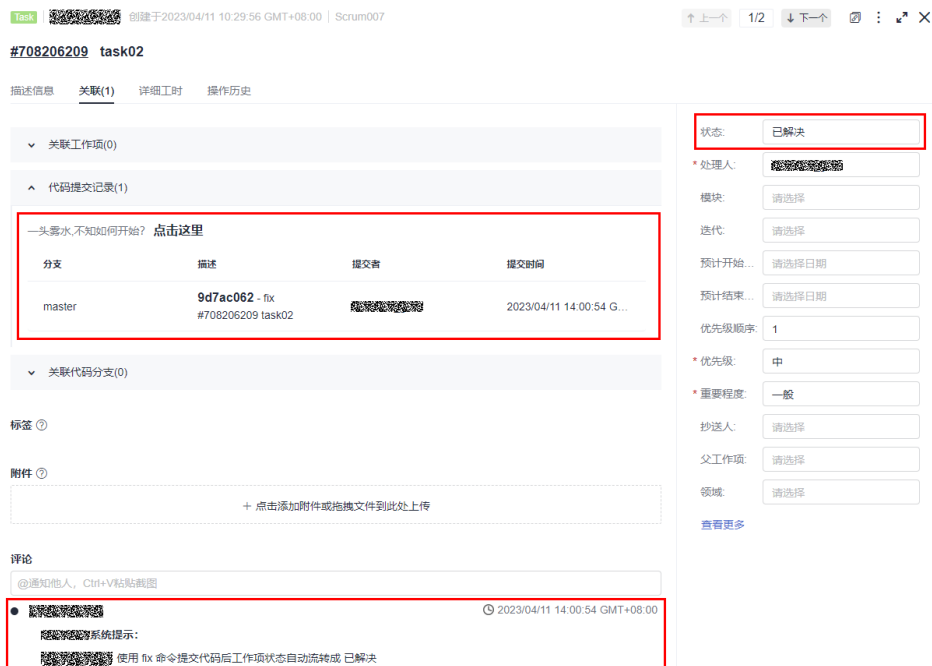 Task 创建于2023/04/11 10:29:56 GMT+08:00 Scrum007 上一个 1/2 下一个
#708206209 task02
描述信息 关联(1) 详细工时 操作历史
关联工作项(0)
代码提交记录(1)
一头雾水,不知如何开始? 点击这里
分支 描述 提交者 提交时间
master 9d7ac062 - fix 2023/04/11 14:00:54 G...
#708206209 task02
关联代码分支(0)
标签
附件
+ 点击添加附件或拖拽文件到此处上传
评论
@通知他人，Ctrl+V粘贴截图
2023/04/11 14:00:54 GMT+08:00
系统提示：
使用 fix 命令提交代码后工作项状态自动流转成 已解决
状态: 已解决
* 处理人:
模块: 请选择
迭代: 请选择
预计开始... 请选择日期
预计结束... 请选择日期
优先级顺序: 1
* 优先级: 中
* 重要程度: 一般
抄送人: 请选择
父工作项: 请选择
领域: 请选择
查看更多